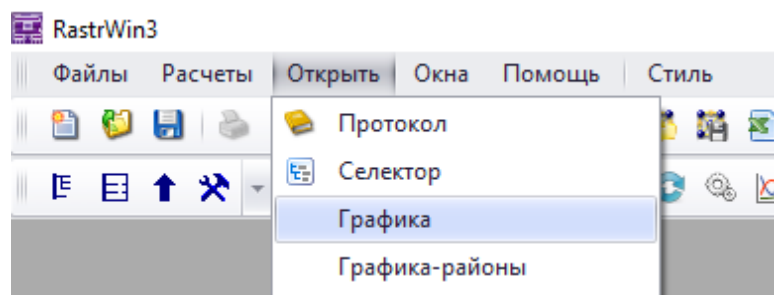 RastrWin3
Файлы Расчеты Открыть Окна Помощь Стиль
Протокол
Селектор
Графика
Графика-районы